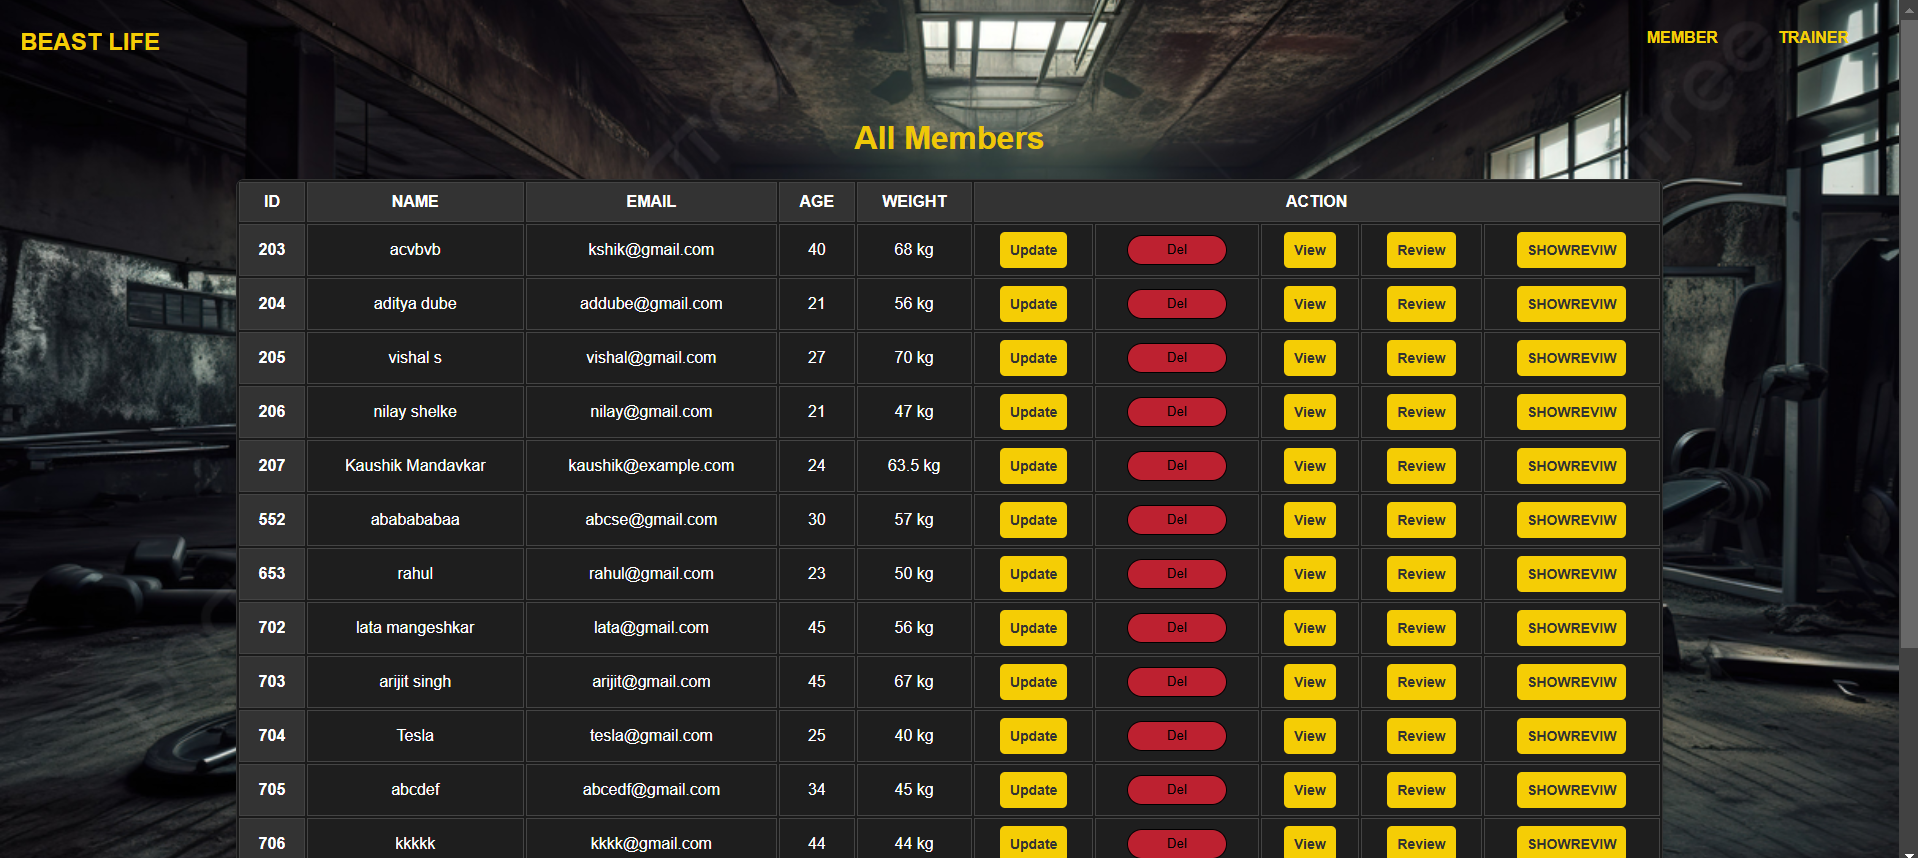 BEAST LIFE MEMBER TRAINER
All Members
ID NAME EMAIL AGE WEIGHT ACTION
203 acvbvb kshik@gmail.com 40 68 kg Update Del View Review SHOWREVIW
204 aditya dube addube@gmail.com 21 56 kg Update Del View Review SHOWREVIW
205 vishal s vishal@gmail.com 27 70 kg Update Del View Review SHOWREVIW
206 nilay shelke nilay@gmail.com 21 47 kg Update Del View Review SHOWREVIW
207 Kaushik Mandavkar kaushik@example.com 24 63.5 kg Update Del View Review SHOWREVIW
552 ababababaa abcse@gmail.com 30 57 kg Update Del View Review SHOWREVIW
653 rahul rahul@gmail.com 23 50 kg Update Del View Review SHOWREVIW
702 lata mangeshkar lata@gmail.com 45 56 kg Update Del View Review SHOWREVIW
703 arijit singh arijit@gmail.com 45 67 kg Update Del View Review SHOWREVIW
704 Tesla tesla@gmail.com 25 40 kg Update Del View Review SHOWREVIW
705 abcdef abcedf@gmail.com 34 45 kg Update Del View Review SHOWREVIW
706 kkkkk kkkk@gmail.com 44 44 kg Update Del View Review SHOWREVIW